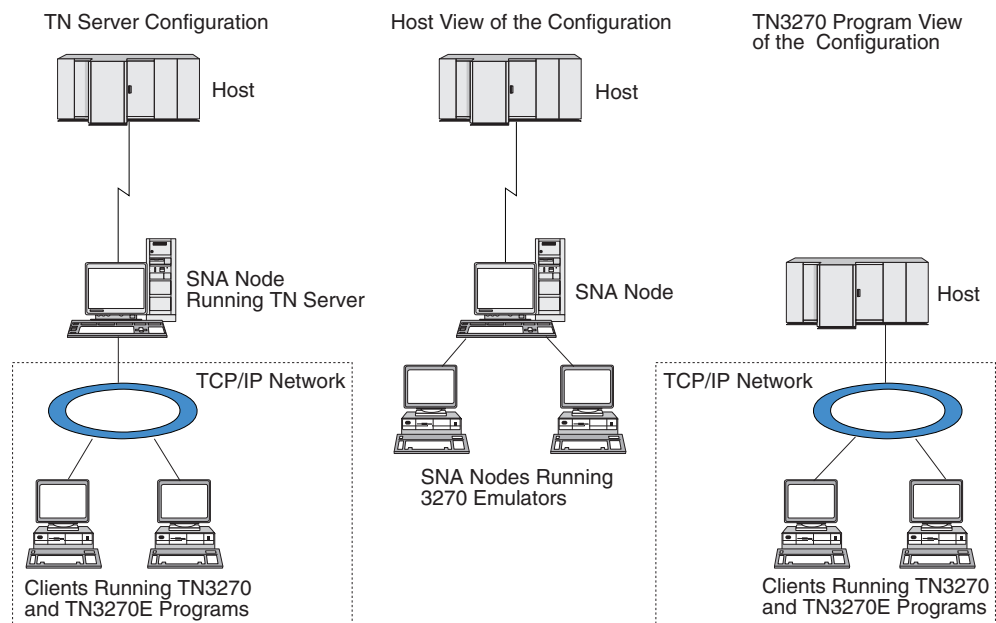 TN Server Configuration
Host
SNA Node
Running TN Server
TCP/IP Network
Clients Running TN3270
and TN3270E Programs
Host View of the Configuration
Host
SNA Node
SNA Nodes Running
3270 Emulators
TN3270 Program View
of the Configuration
Host
TCP/IP Network
Clients Running TN3270
and TN3270E Programs